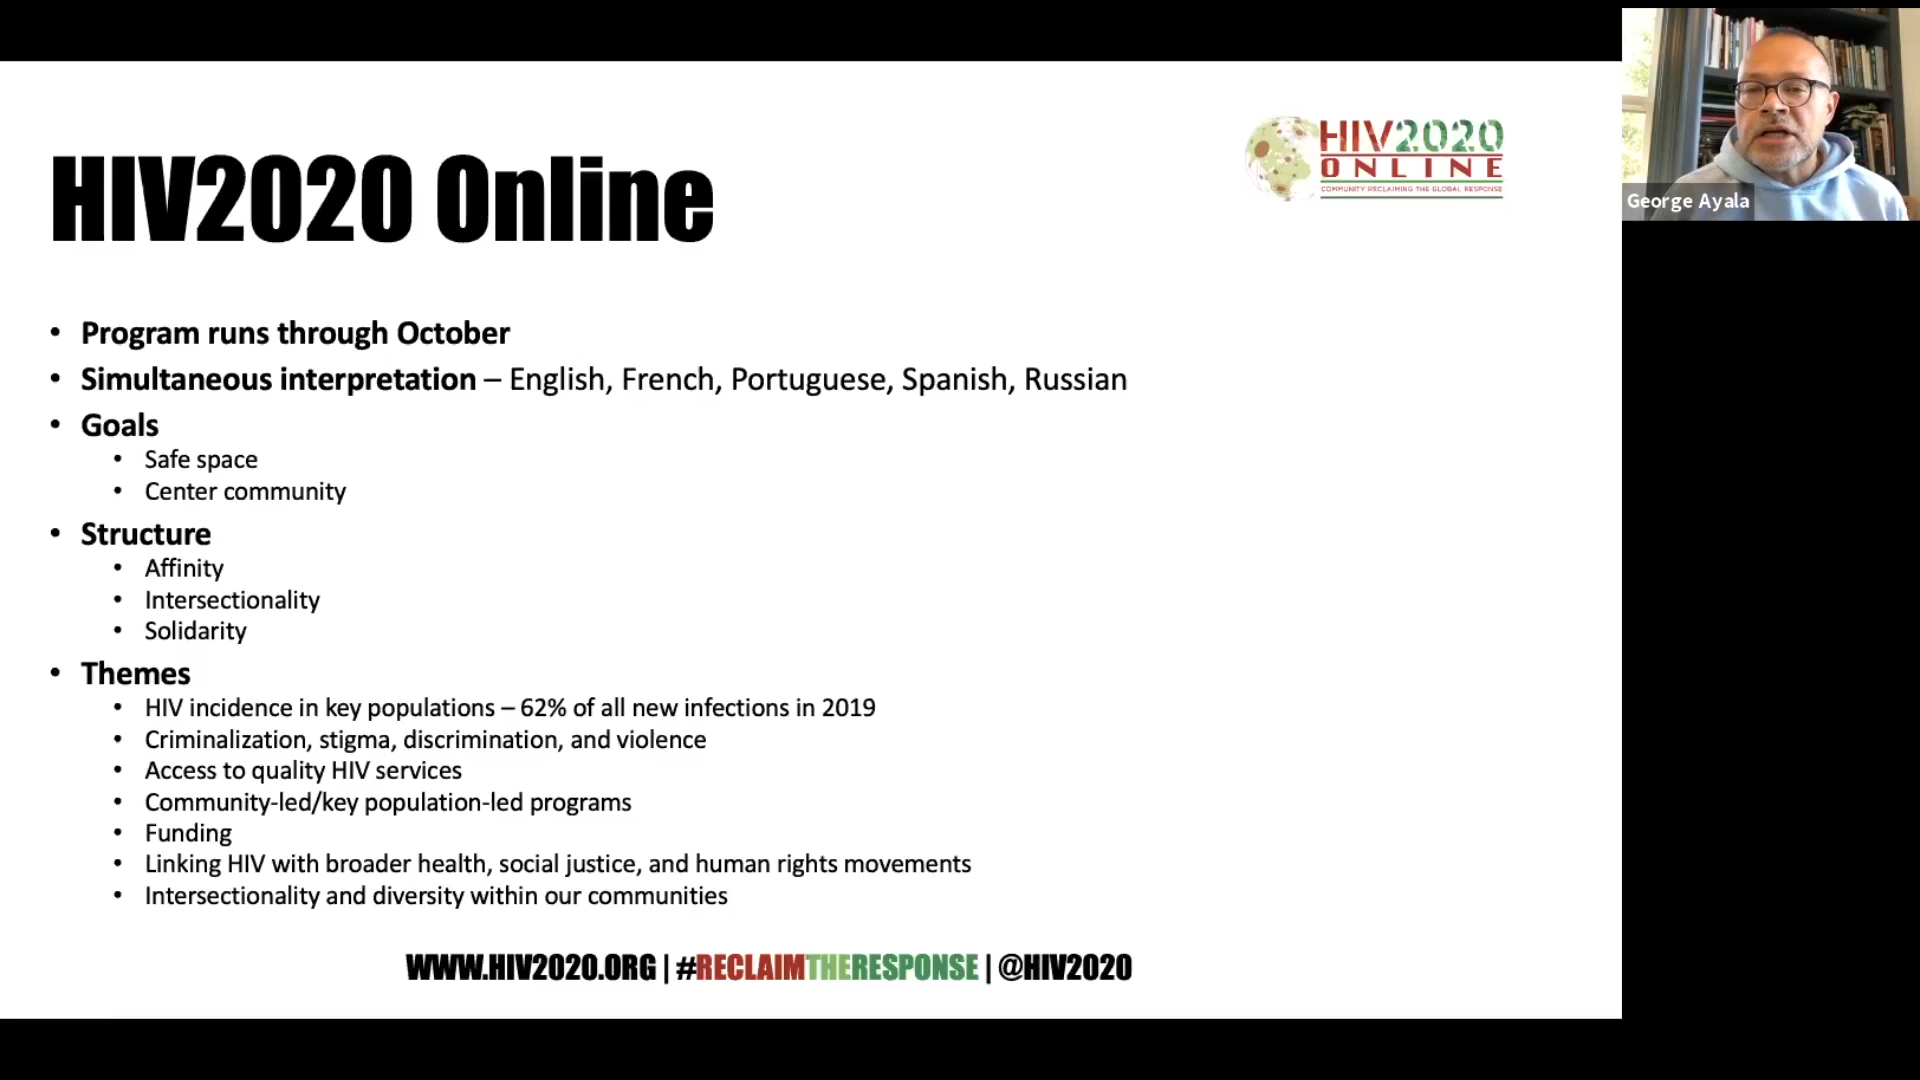 HIV2020
ONLINE
COMMUNITY RECLAIMING THE GLOBAL RESPONSE
George Ayala
HIV2020 Online
• Program runs through October
• Simultaneous interpretation – English, French, Portuguese, Spanish, Russian
• Goals
• Safe space
• Center community
• Structure
• Affinity
• Intersectionality
• Solidarity
• Themes
• HIV incidence in key populations – 62% of all new infections in 2019
• Criminalization, stigma, discrimination, and violence
• Access to quality HIV services
• Community-led/key population-led programs
• Funding
• Linking HIV with broader health, social justice, and human rights movements
• Intersectionality and diversity within our communities
WWW.HIV2020.ORG | #RECLAIMTHERESPONSE | @HIV2020